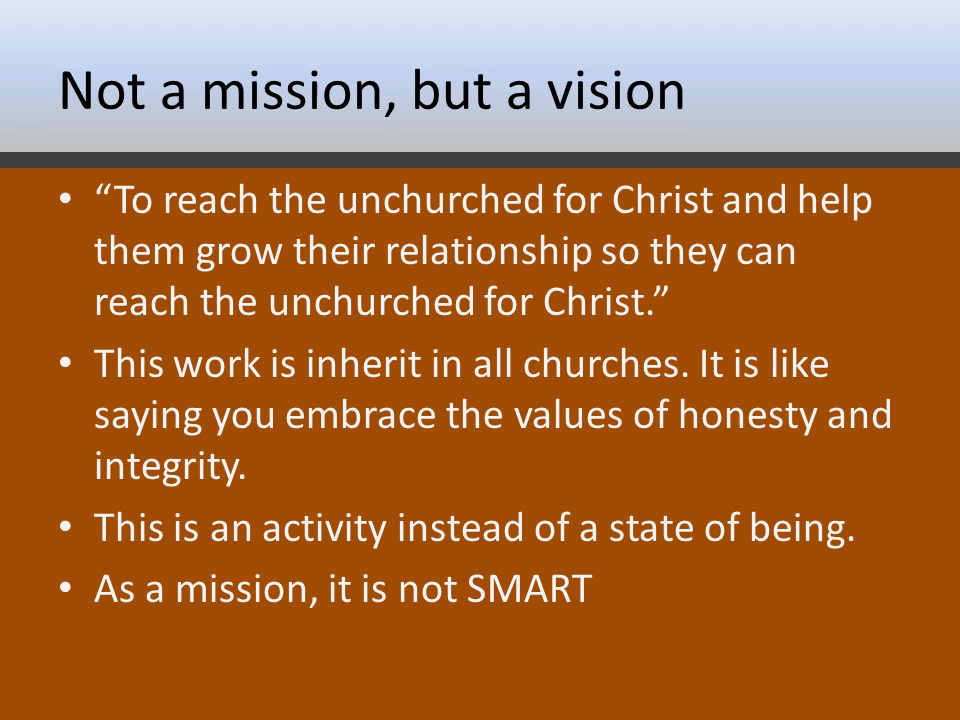 Not a mission, but a vision
• “To reach the unchurched for Christ and help
them grow their relationship so they can
reach the unchurched for Christ.”
• This work is inherit in all churches. It is like
saying you embrace the values of honesty and
integrity.
• This is an activity instead of a state of being.
• As a mission, it is not SMART